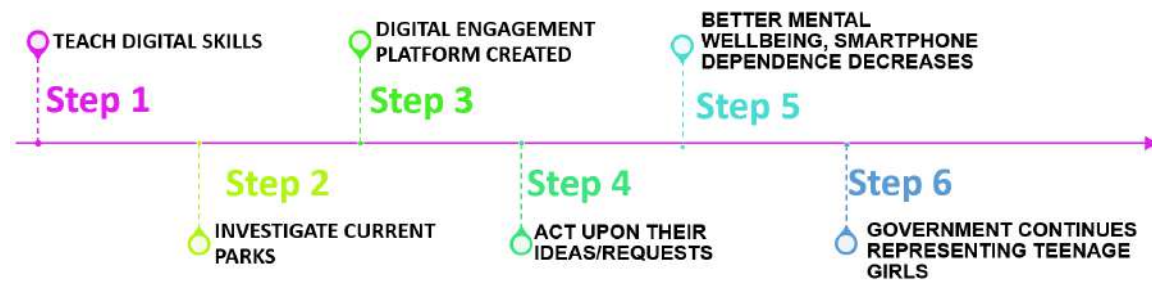 TEACH DIGITAL SKILLS
Step 1
Step 2
INVESTIGATE CURRENT
PARKS
DIGITAL ENGAGEMENT
PLATFORM CREATED
Step 3
Step 4
ACT UPON THEIR
IDEAS/REQUESTS
BETTER MENTAL
WELLBEING, SMARTPHONE
DEPENDENCE DECREASES
Step 5
Step 6
GOVERNMENT CONTINUES
REPRESENTING TEENAGE
GIRLS